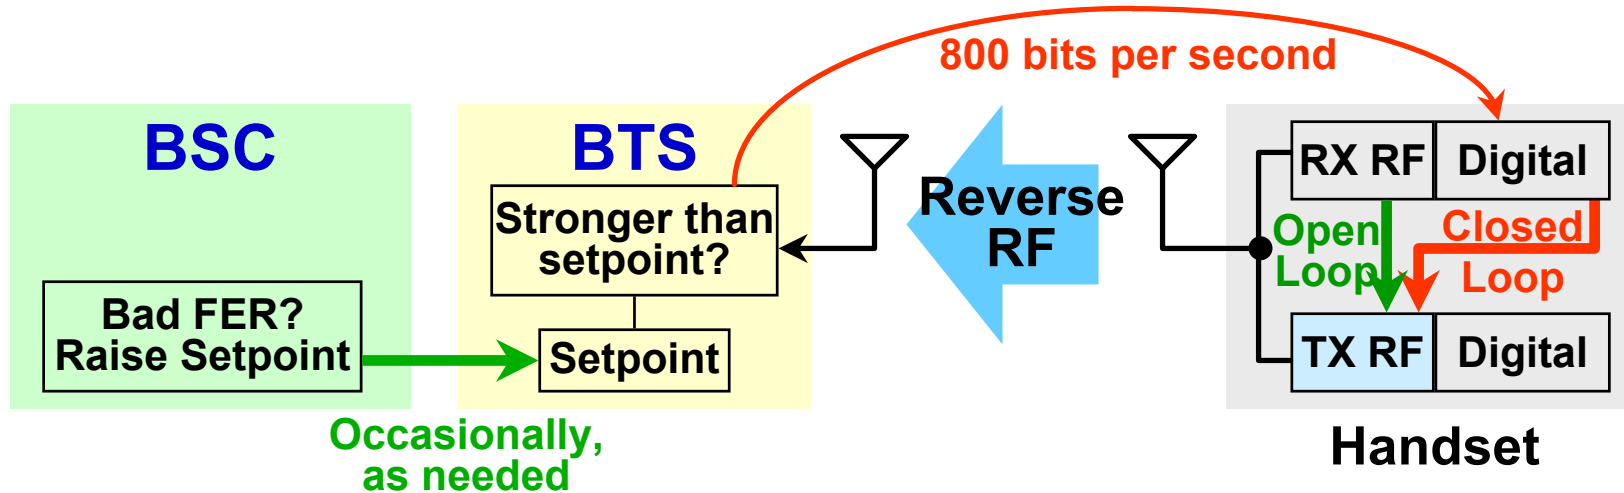 800 bits per second
BSC
BTS
Stronger than
setpoint?
Bad FER?
Raise Setpoint
Setpoint
Occasionally,
as needed
Reverse
RF
RX RF
Digital
Open
Loop
Closed
Loop
TX RF
Digital
Handset